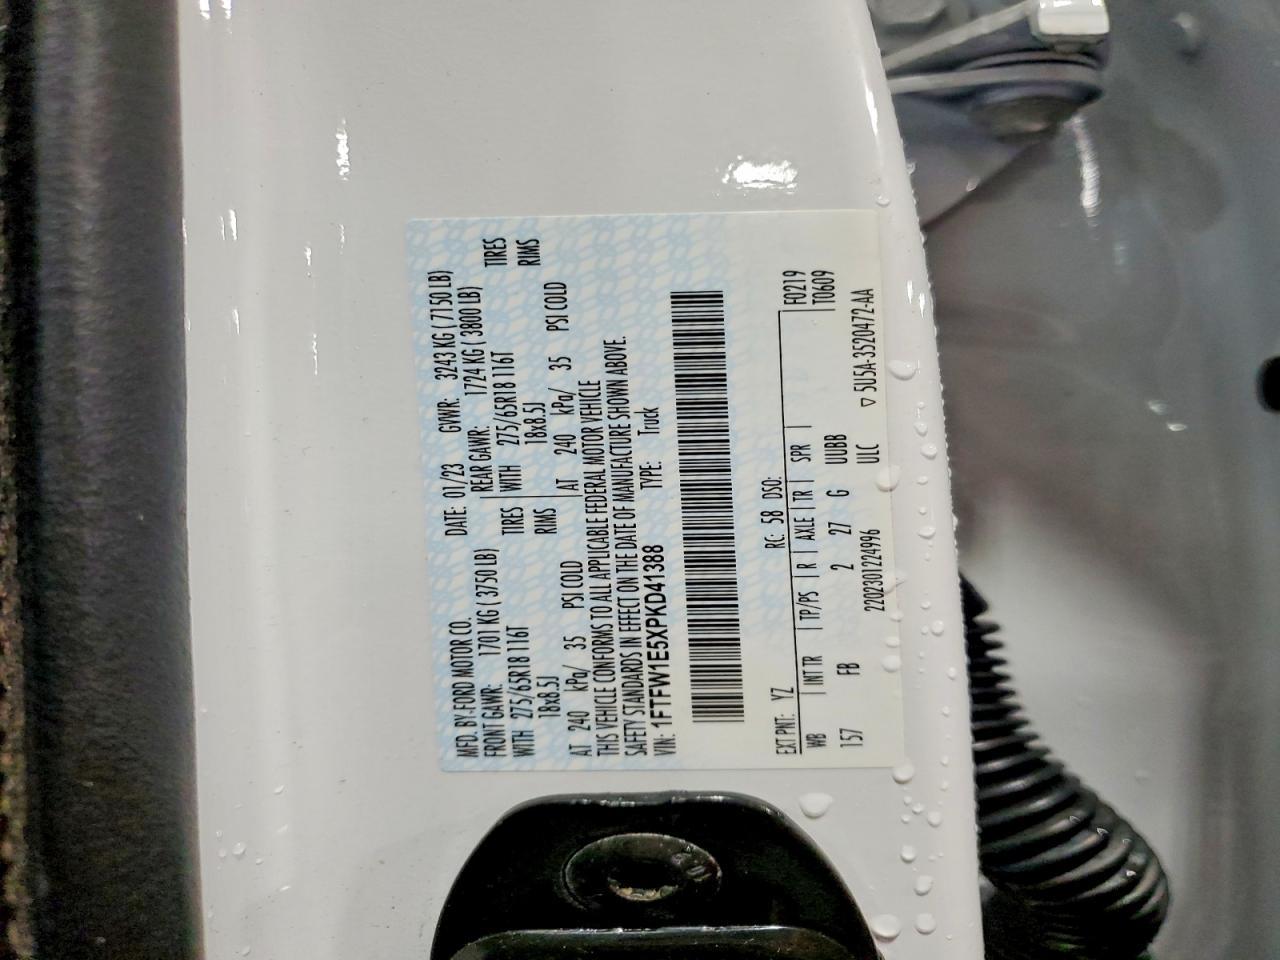 MFD. BY FORD MOTOR CO.
DATE: 01/23 GVWR: 3243 KG ( 7150 LB)
FRONT GAWR: 1701 KG ( 3750 LB)
REAR GAWR: 1724 KG ( 3800 LB)
WITH 275/65R18 116T TIRES
WITH 275/65R18 116T TIRES
18x8.5J RIMS
18x8.5J RIMS
AT 240 kPa/ 35 PSI COLD
AT 240 kPa/ 35 PSI COLD
THIS VEHICLE CONFORMS TO ALL APPLICABLE FEDERAL MOTOR VEHICLE
SAFETY STANDARDS IN EFFECT ON THE DATE OF MANUFACTURE SHOWN ABOVE.
VIN: 1FTFW1E5XPKD41388 TYPE: Truck
EXT PNT: YZ RC: 58 DSO: F0219
WB INT TR TP/PS R AXLE TR SPR T0609
157 FB 2 27 G UUBB
2202301224996 ULC ▽ 5U5A-3520472-AA